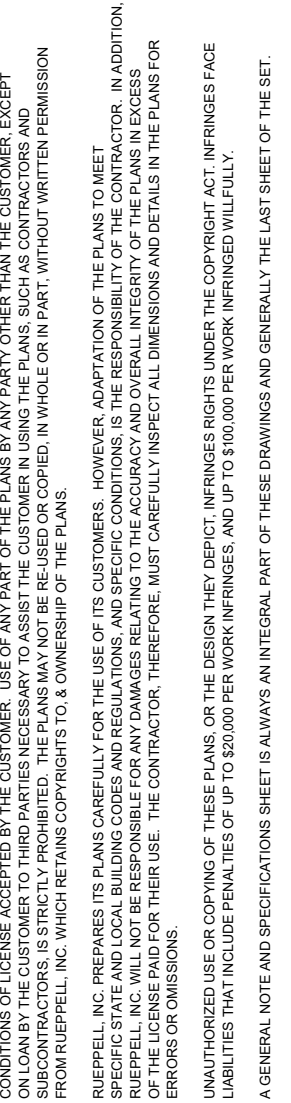 CONDITIONS OF LICENSE ACCEPTED BY THE CUSTOMER. USE OF ANY PART OF THE PLANS BY ANY PARTY OTHER THAN THE CUSTOMER, EXCEPT
ON LOAN BY THE CUSTOMER TO THIRD PARTIES NECESSARY TO ASSIST THE CUSTOMER IN USING THE PLANS, SUCH AS CONTRACTORS AND
SUBCONTRACTORS, IS STRICTLY PROHIBITED. THE PLANS MAY NOT BE RE-USED OR COPIED, IN WHOLE OR IN PART, WITHOUT WRITTEN PERMISSION
FROM RUEPPELL, INC. WHICH RETAINS COPYRIGHTS TO, & OWNERSHIP OF THE PLANS.
RUEPPELL, INC. PREPARES ITS PLANS CAREFULLY FOR THE USE OF ITS CUSTOMERS. HOWEVER, ADAPTATION OF THE PLANS TO MEET
SPECIFIC STATE AND LOCAL BUILDING CODES AND REGULATIONS, AND SPECIFIC CONDITIONS, IS THE RESPONSIBILITY OF THE CONTRACTOR. IN ADDITION,
RUEPPELL, INC. WILL NOT BE RESPONSIBLE FOR ANY DAMAGES RELATING TO THE ACCURACY AND OVERALL INTEGRITY OF THE PLANS IN EXCESS
OF THE LICENSE PAID FOR THEIR USE. THE CONTRACTOR, THEREFORE, MUST CAREFULLY INSPECT ALL DIMENSIONS AND DETAILS IN THE PLANS FOR
ERRORS OR OMISSIONS.
UNAUTHORIZED USE OR COPYING OF THESE PLANS, OR THE DESIGN THEY DEPICT, INFRINGES RIGHTS UNDER THE COPYRIGHT ACT. INFRINGES FACE
LIABILITIES THAT INCLUDE PENALTIES OF UP TO $20,000 PER WORK INFRINGES, AND UP TO $100,000 PER WORK INFRINGED WILLFULLY.
A GENERAL NOTE AND SPECIFICATIONS SHEET IS ALWAYS AN INTEGRAL PART OF THESE DRAWINGS AND GENERALLY THE LAST SHEET OF THE SET.